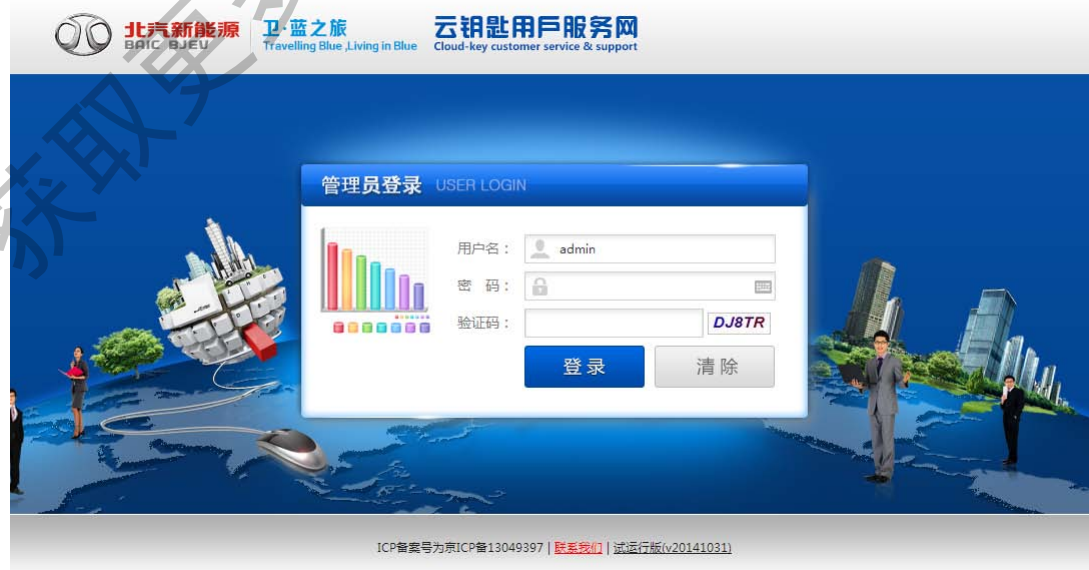 北汽新能源 卫·蓝之旅 云钥匙用戶服务网
BAIC BJEV Travelling Blue ,Living in Blue Cloud-key customer service & support
获取更多
管理员登录 USER LOGIN
用户名： admin
密 码：
验证码： DJ8TR
登录 清除
ICP备案号为京ICP备13049397 | 联系我们 | 试运行版(v20141031)